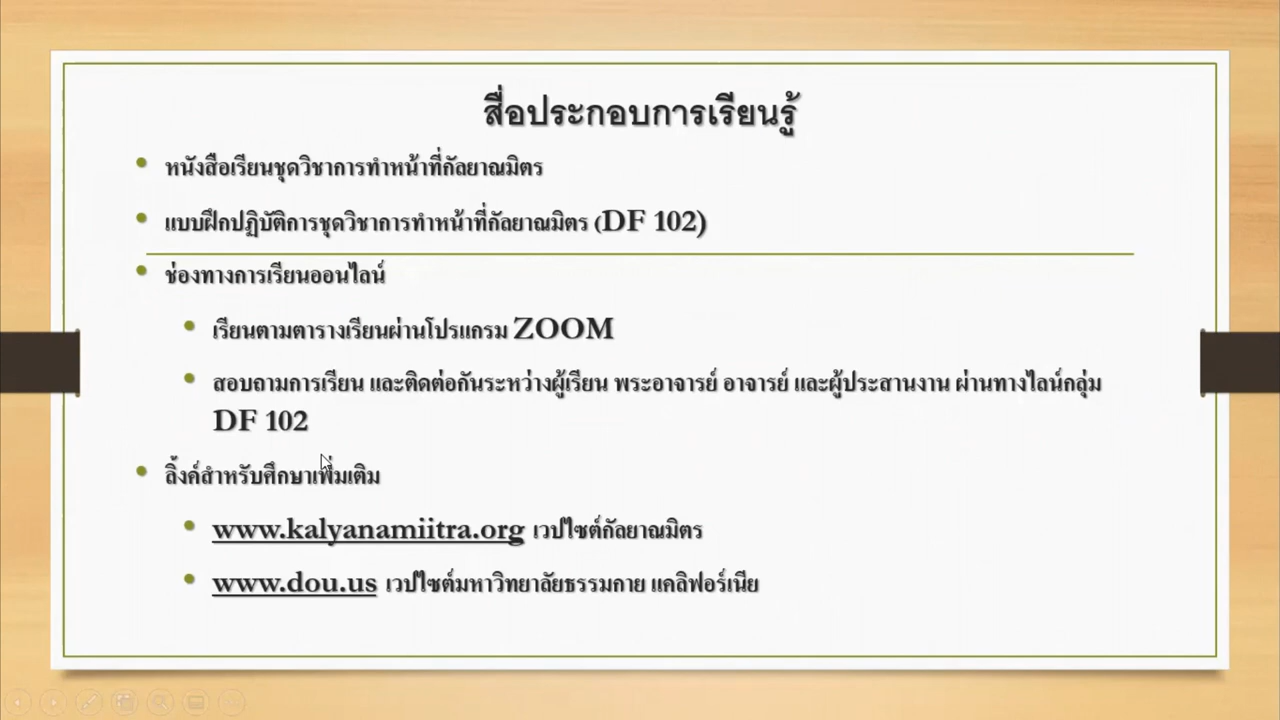 สื่อประกอบการเรียนรู้
• หนังสือเรียนชุดวิชาการทำหน้าที่กัลยาณมิตร
• แบบฝึกปฏิบัติการชุดวิชาการทำหน้าที่กัลยาณมิตร (DF 102)
• ช่องทางการเรียนออนไลน์
• เรียนตามตารางเรียนผ่านโปรแกรม ZOOM
• สอบถามการเรียน และติดต่อกันระหว่างผู้เรียน พระอาจารย์ อาจารย์ และผู้ประสานงาน ผ่านทางไลน์กลุ่ม
DF 102
• ลิ้งค์สำหรับศึกษาเพิ่มเติม
• www.kalyanamiitra.org เวปไซต์กัลยาณมิตร
• www.dou.us เวปไซต์มหาวิทยาลัยธรรมกาย แคลิฟอร์เนีย